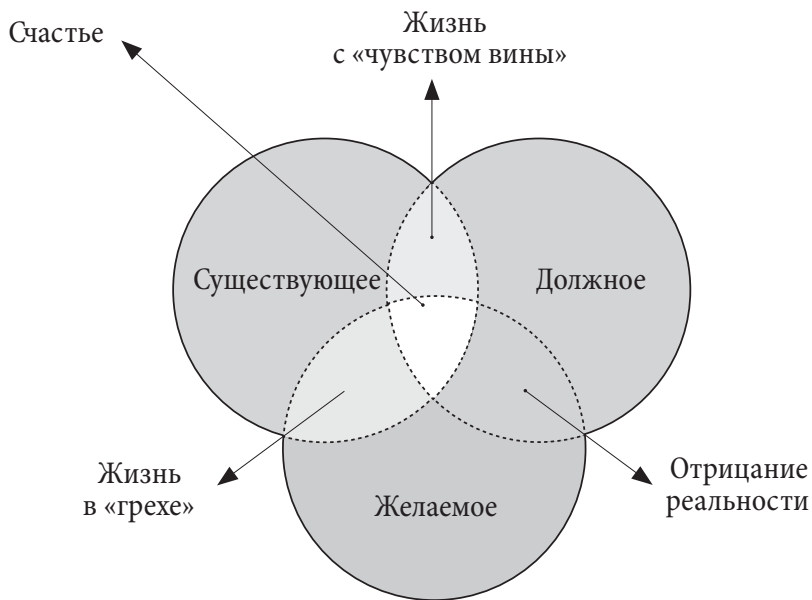 Счастье
Жизнь
с «чувством вины»
Существующее
Должное
Жизнь
в «грехе»
Желаемое
Отрицание
реальности